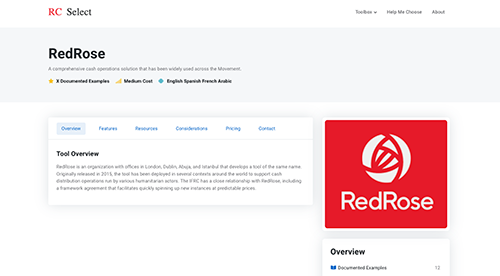 RC Select
Toolbox Help Me Choose About
RedRose
A comprehensive cash operations solution that has been widely used across the Movement.
X Documented Examples Medium Cost English Spanish French Arabic
Overview Features Resources Considerations Pricing Contact
Tool Overview
RedRose is an organization with offices in London, Dublin, Abuja, and Istanbul that develops a tool of the same name.
Originally released in 2015, the tool has been deployed in several contexts around the world to support cash
distribution operations run by various humanitarian actors. The IFRC has a close relationship with RedRose, including
a framework agreement that facilitates quickly spinning up new instances at predictable prices.
RedRose
Overview
Documented Examples 12